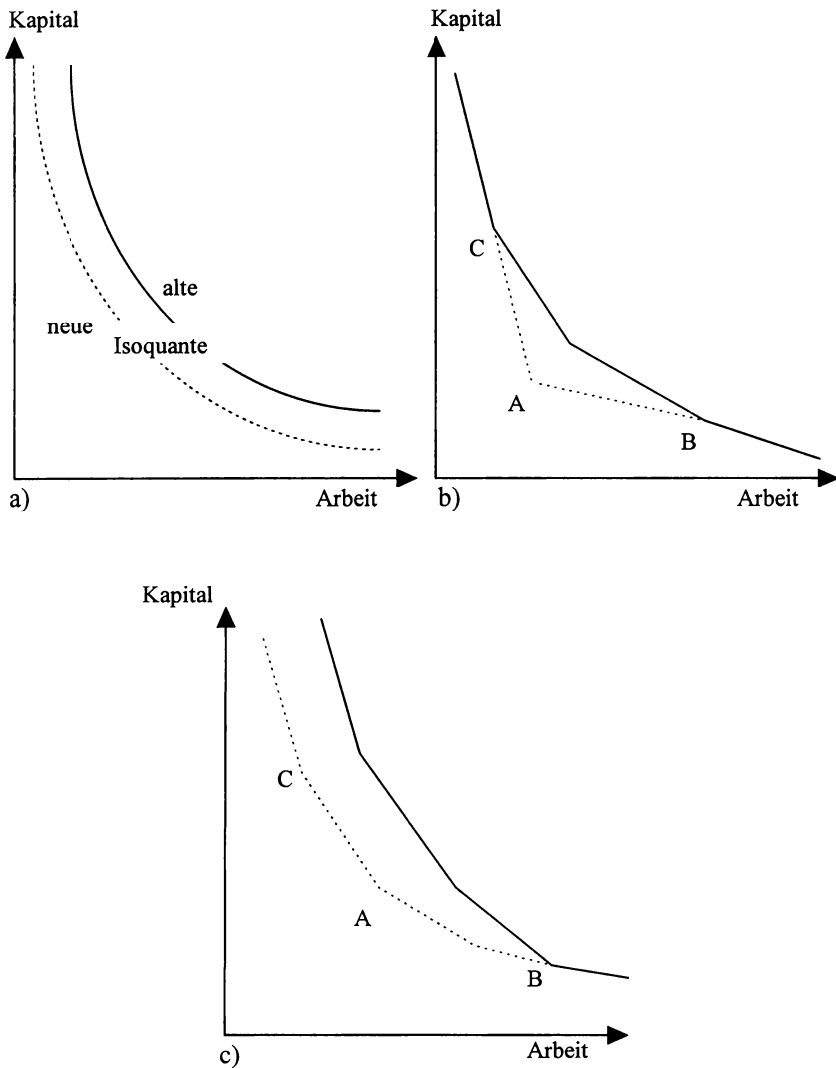 Kapital
alte
neue
Isoquante
a)
Arbeit
Kapital
C
A
B
b)
Arbeit
Kapital
C
A
B
c)
Arbeit